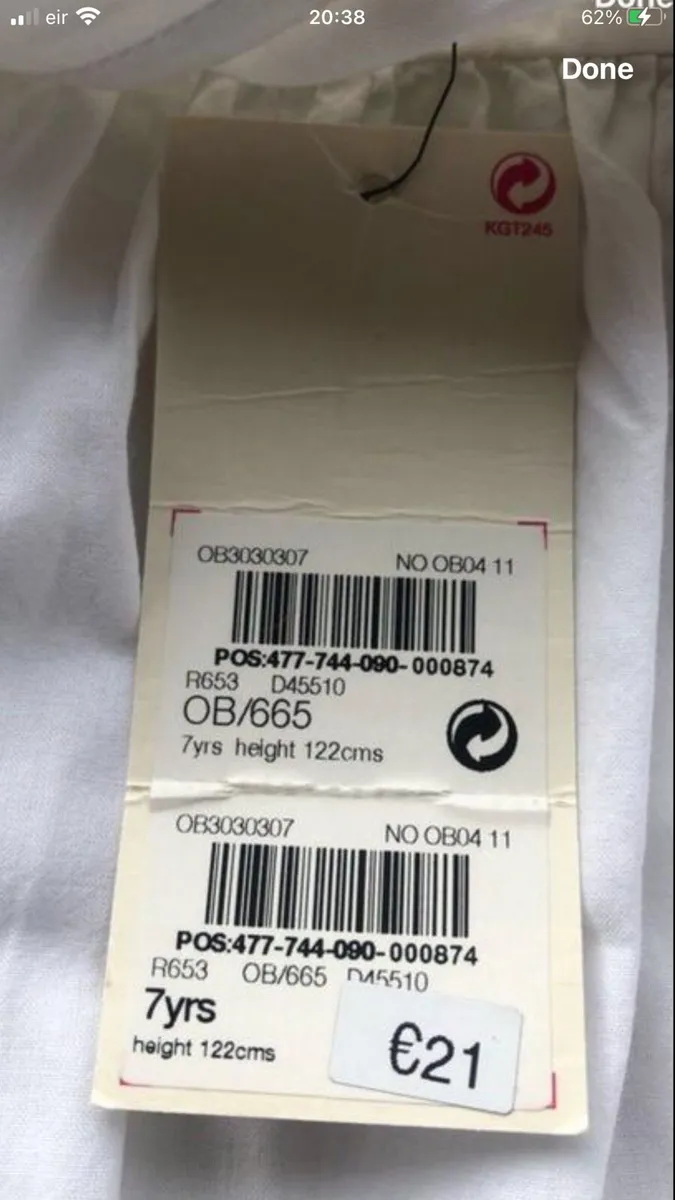 eir 20:38 62%
Done
KGT245
OB3030307 NO OB04 11
POS:477-744-090-000874
R653 D45510
OB/665
7yrs height 122cms
OB3030307 NO OB04 11
POS:477-744-090-000874
R653 OB/665 D45510
7yrs
height 122cms
€21